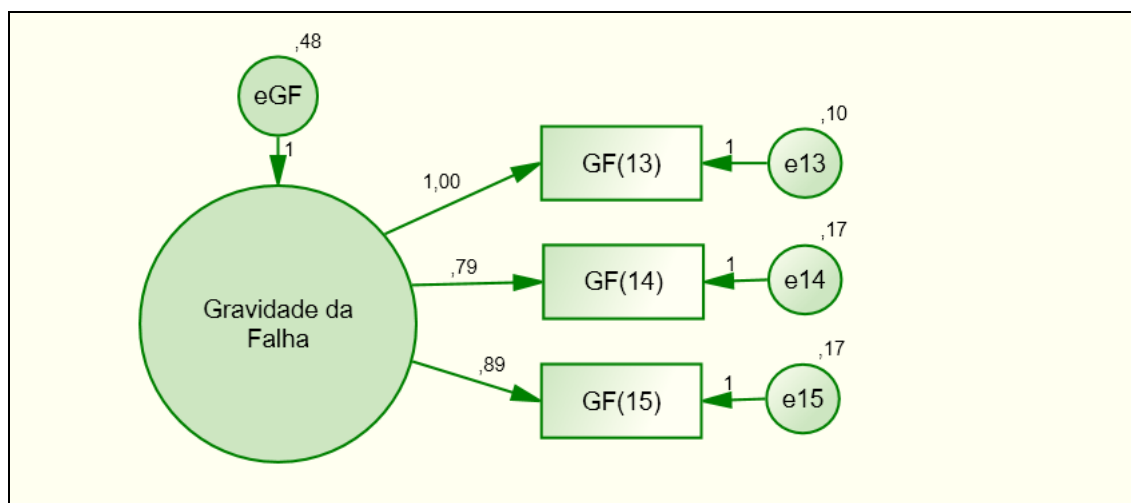 ,48
eGF
1
,10
1,00
GF(13)
1
e13
,17
,79
GF(14)
1
e14
Gravidade da
Falha
,17
,89
GF(15)
1
e15